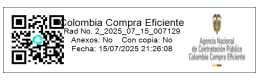 Colombia Compra Eficiente
Rad No. 2_2025_07_15_007129
Anexos: No Con copia: No
Fecha: 15/07/2025 21:26:08
Agencia Nacional
de Contratación Pública
Colombia Compra Eficiente